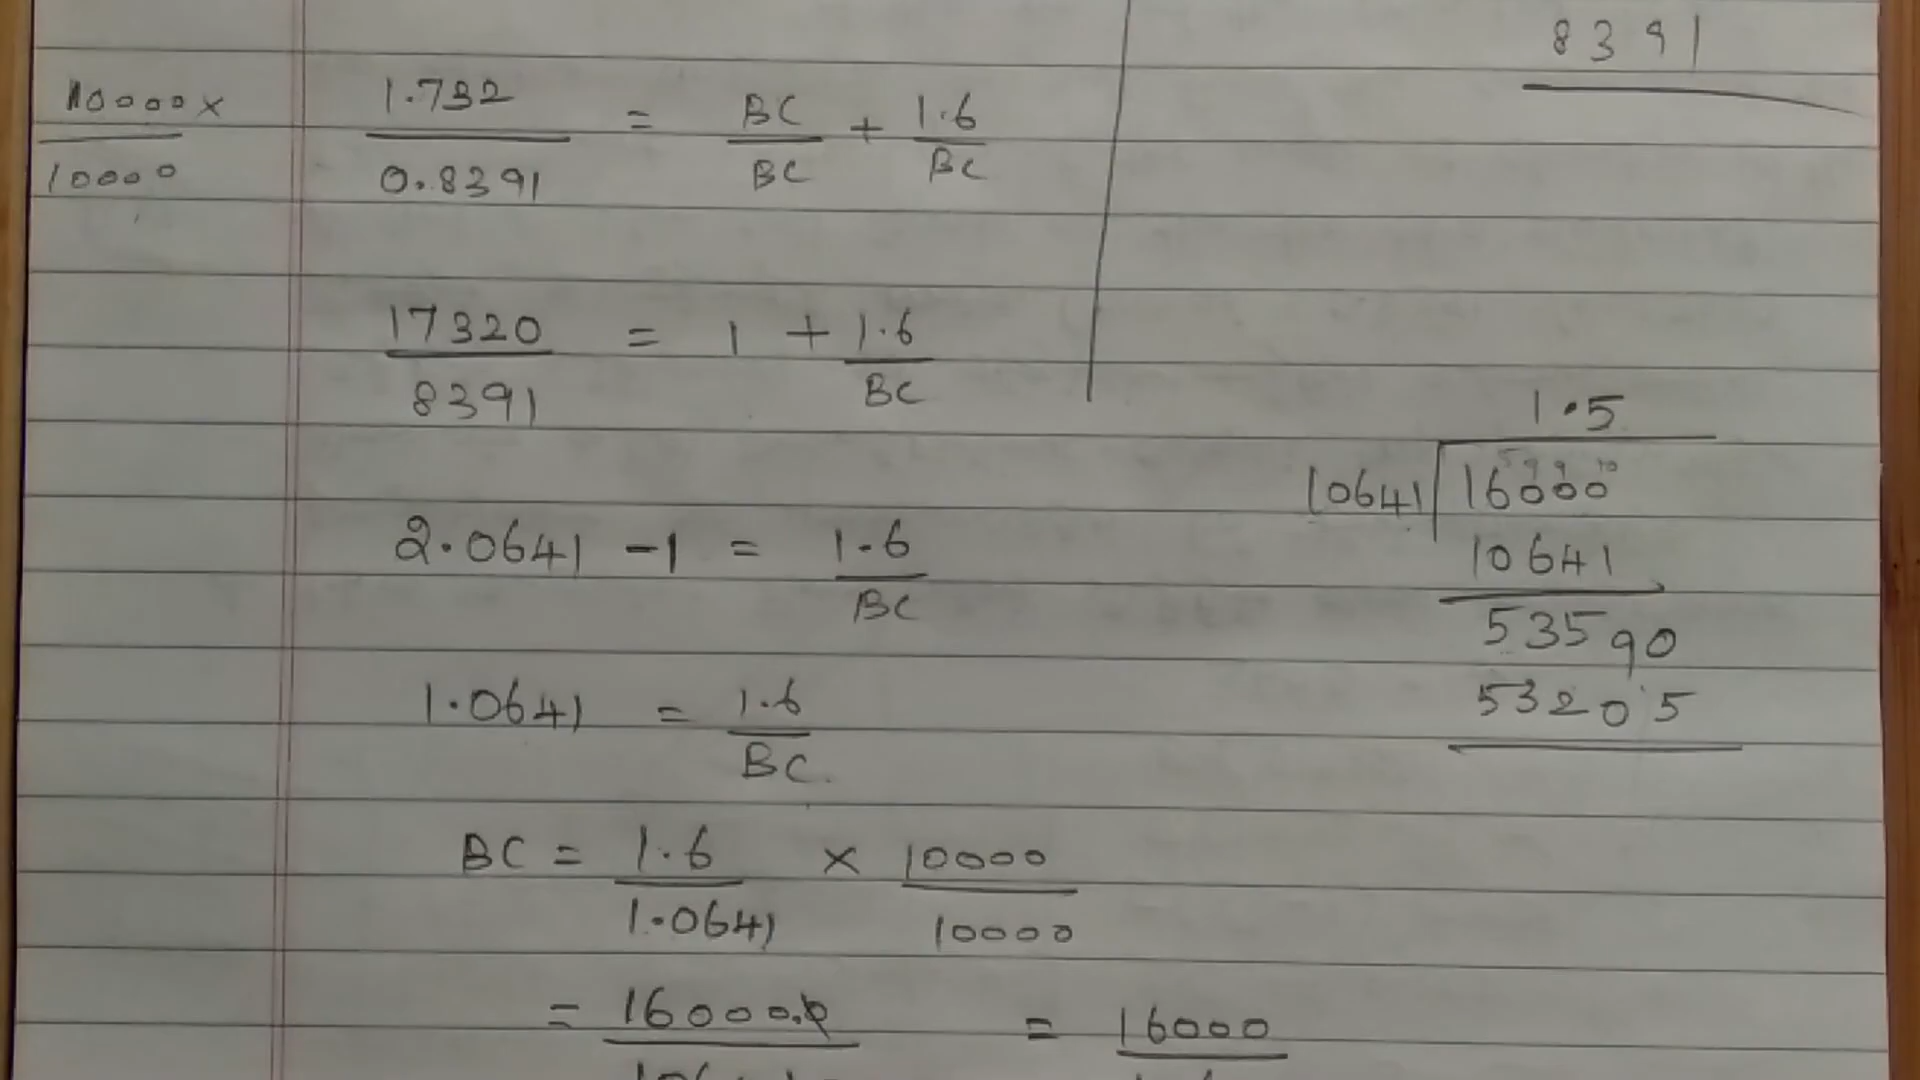 8391
10000 × 1.732 / 0.8391 = BC/BC + 1.6/BC
10000
17320/8391 = 1 + 1.6/BC
2.0641 - 1 = 1.6/BC
1.0641 = 1.6/BC.
BC = 1.6/1.0641 × 10000/10000
= 16000.0 = 16000
1.5
10641 16000
10641
53590
53205